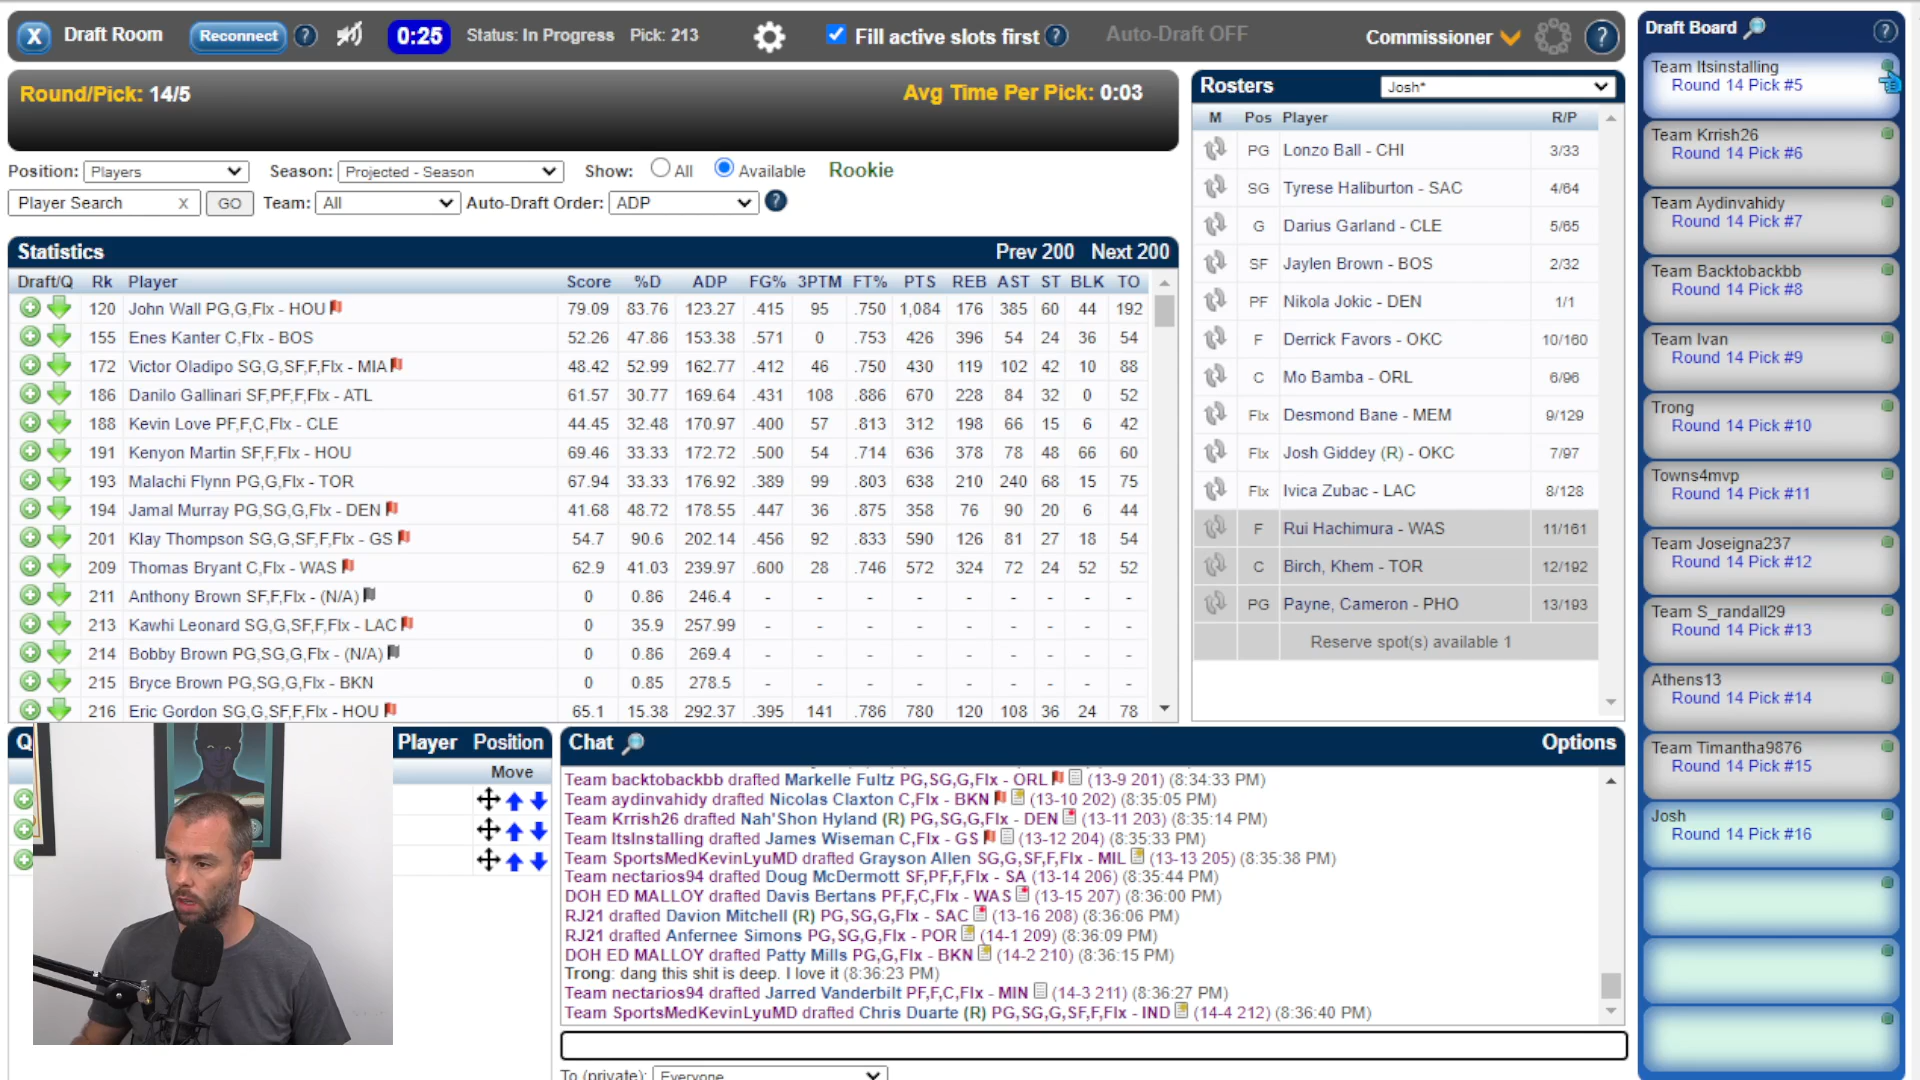 X Draft Room Reconnect ? 0:25 Status: In Progress Pick: 213 Fill active slots first ? Auto-Draft OFF Commissioner ?
Round/Pick: 14/5 Avg Time Per Pick: 0:03
Position: Players Season: Projected - Season Show: All Available Rookie
Player Search X GO Team: All Auto-Draft Order: ADP ?
Statistics Prev 200 Next 200
Draft/Q Rk Player Score %D ADP FG% 3PTM FT% PTS REB AST ST BLK TO
120 John Wall PG,G,Flx - HOU 79.09 83.76 123.27 .415 95 .750 1,084 176 385 60 44 192
155 Enes Kanter C,Flx - BOS 52.26 47.86 153.38 .571 0 .753 426 396 54 24 36 54
172 Victor Oladipo SG,G,SF,F,Flx - MIA 48.42 52.99 162.77 .412 46 .750 430 119 102 42 10 88
186 Danilo Gallinari SF,PF,F,Flx - ATL 61.57 30.77 169.64 .431 108 .886 670 228 84 32 0 52
188 Kevin Love PF,F,C,Flx - CLE 44.45 32.48 170.97 .400 57 .813 312 198 66 15 6 42
191 Kenyon Martin SF,F,Flx - HOU 69.46 33.33 172.72 .500 54 .714 636 378 78 48 66 60
193 Malachi Flynn PG,G,Flx - TOR 67.94 33.33 176.92 .389 99 .803 638 210 240 68 15 75
194 Jamal Murray PG,SG,G,Flx - DEN 41.68 48.72 178.55 .447 36 .875 358 76 90 20 6 44
201 Klay Thompson SG,G,SF,F,Flx - GS 54.7 90.6 202.14 .456 92 .833 590 126 81 27 18 54
209 Thomas Bryant C,Flx - WAS 62.9 41.03 239.97 .600 28 .746 572 324 72 24 52 52
211 Anthony Brown SF,F,Flx - (N/A) 0 0.86 246.4 - - - - - - - - -
213 Kawhi Leonard SG,G,SF,F,Flx - LAC 0 35.9 257.99 - - - - - - - - -
214 Bobby Brown PG,SG,G,Flx - (N/A) 0 0.86 269.4 - - - - - - - - -
215 Bryce Brown PG,SG,G,Flx - BKN 0 0.85 278.5 - - - - - - - - -
216 Eric Gordon SG,G,SF,F,Flx - HOU 65.1 15.38 292.37 .395 141 .786 780 120 108 36 24 78
Rosters Josh*
M Pos Player R/P
PG Lonzo Ball - CHI 3/33
SG Tyrese Haliburton - SAC 4/64
G Darius Garland - CLE 5/65
SF Jaylen Brown - BOS 2/32
PF Nikola Jokic - DEN 1/1
F Derrick Favors - OKC 10/160
C Mo Bamba - ORL 6/96
Flx Desmond Bane - MEM 9/129
Flx Josh Giddey (R) - OKC 7/97
Flx Ivica Zubac - LAC 8/128
F Rui Hachimura - WAS 11/161
C Birch, Khem - TOR 12/192
PG Payne, Cameron - PHO 13/193
Reserve spot(s) available 1
Draft Board ?
Team Itsinstalling
Round 14 Pick #5
Team Krrish26
Round 14 Pick #6
Team Aydinvahidy
Round 14 Pick #7
Team Backtobackbb
Round 14 Pick #8
Team Ivan
Round 14 Pick #9
Trong
Round 14 Pick #10
Towns4mvp
Round 14 Pick #11
Team Joseigna237
Round 14 Pick #12
Team S_randall29
Round 14 Pick #13
Athens13
Round 14 Pick #14
Team Timantha9876
Round 14 Pick #15
Josh
Round 14 Pick #16
Q Player Position
Move
Chat Options
Team backtobackbb drafted Markelle Fultz PG,SG,G,Flx - ORL (13-9 201) (8:34:33 PM)
Team aydinvahidy drafted Nicolas Claxton C,Flx - BKN (13-10 202) (8:35:05 PM)
Team Krrish26 drafted Nah'Shon Hyland (R) PG,SG,G,Flx - DEN (13-11 203) (8:35:14 PM)
Team ItsInstalling drafted James Wiseman C,Flx - GS (13-12 204) (8:35:33 PM)
Team SportsMedKevinLyuMD drafted Grayson Allen SG,G,SF,F,Flx - MIL (13-13 205) (8:35:38 PM)
Team nectarios94 drafted Doug McDermott SF,PF,F,Flx - SA (13-14 206) (8:35:44 PM)
DOH ED MALLOY drafted Davis Bertans PF,F,C,Flx - WAS (13-15 207) (8:36:00 PM)
RJ21 drafted Davion Mitchell (R) PG,SG,G,Flx - SAC (13-16 208) (8:36:06 PM)
RJ21 drafted Anfernee Simons PG,SG,G,Flx - POR (14-1 209) (8:36:09 PM)
DOH ED MALLOY drafted Patty Mills PG,G,Flx - BKN (14-2 210) (8:36:15 PM)
Trong: dang this shit is deep. I love it (8:36:23 PM)
Team nectarios94 drafted Jarred Vanderbilt PF,F,C,Flx - MIN (14-3 211) (8:36:27 PM)
Team SportsMedKevinLyuMD drafted Chris Duarte (R) PG,SG,G,SF,F,Flx - IND (14-4 212) (8:36:40 PM)
To (private): Everyone